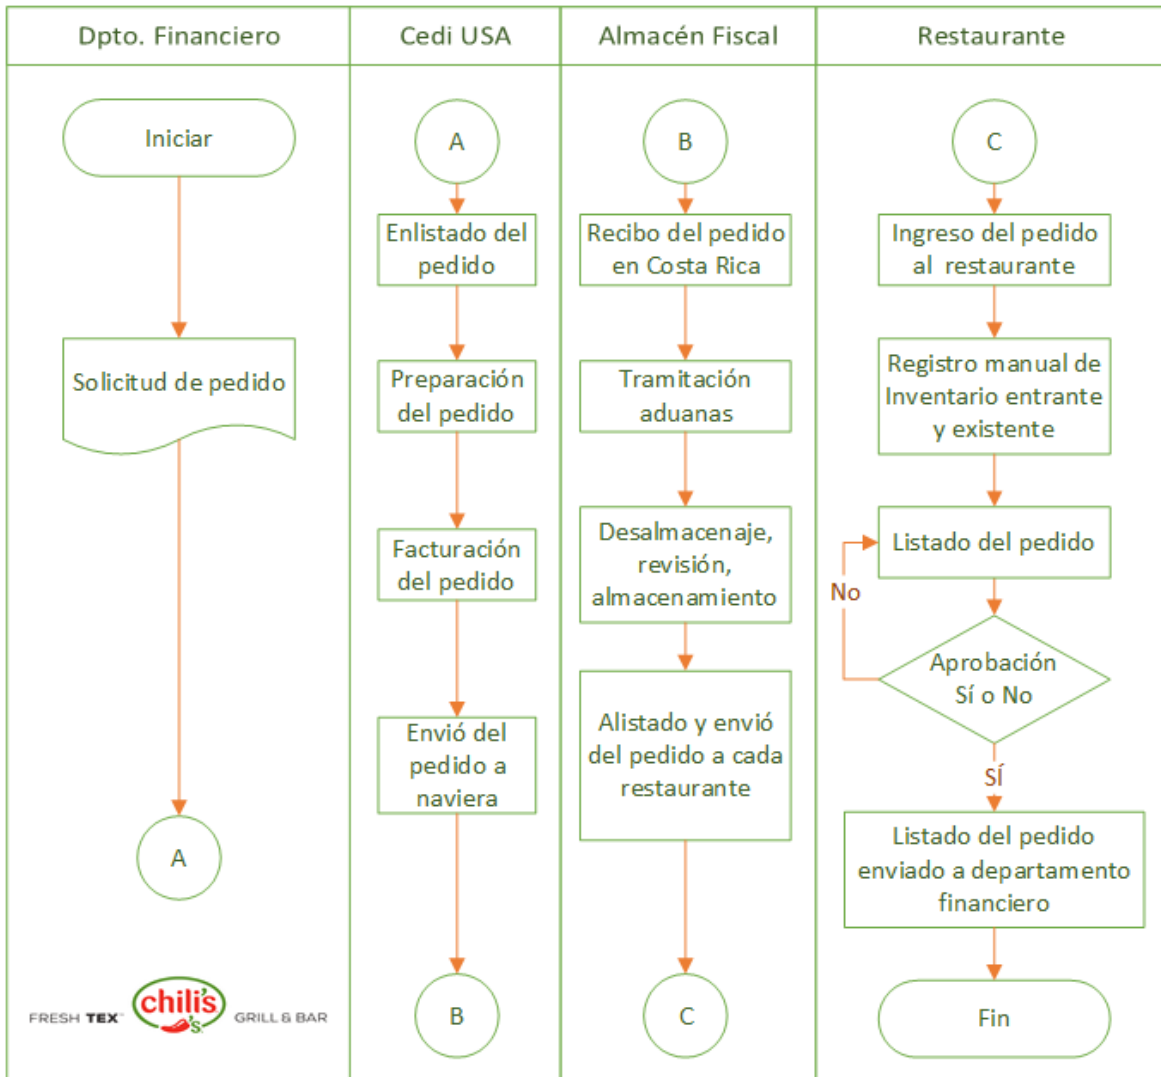 Dpto. Financiero
Cedi USA
Almacén Fiscal
Restaurante
Iniciar
Solicitud de pedido
A
FRESH TEX™
chili's
's
GRILL & BAR
A
Enlistado del
pedido
Preparación
del pedido
Facturación
del pedido
Envió del
pedido a
naviera
B
B
Recibo del pedido
en Costa Rica
Tramitación
aduanas
Desalmacenaje,
revisión,
almacenamiento
Alistado y envió
del pedido a cada
restaurante
C
C
Ingreso del pedido
al restaurante
Registro manual de
Inventario entrante
y existente
Listado del pedido
No
Aprobación
Sí o No
SÍ
Listado del pedido
enviado a departamento
financiero
Fin